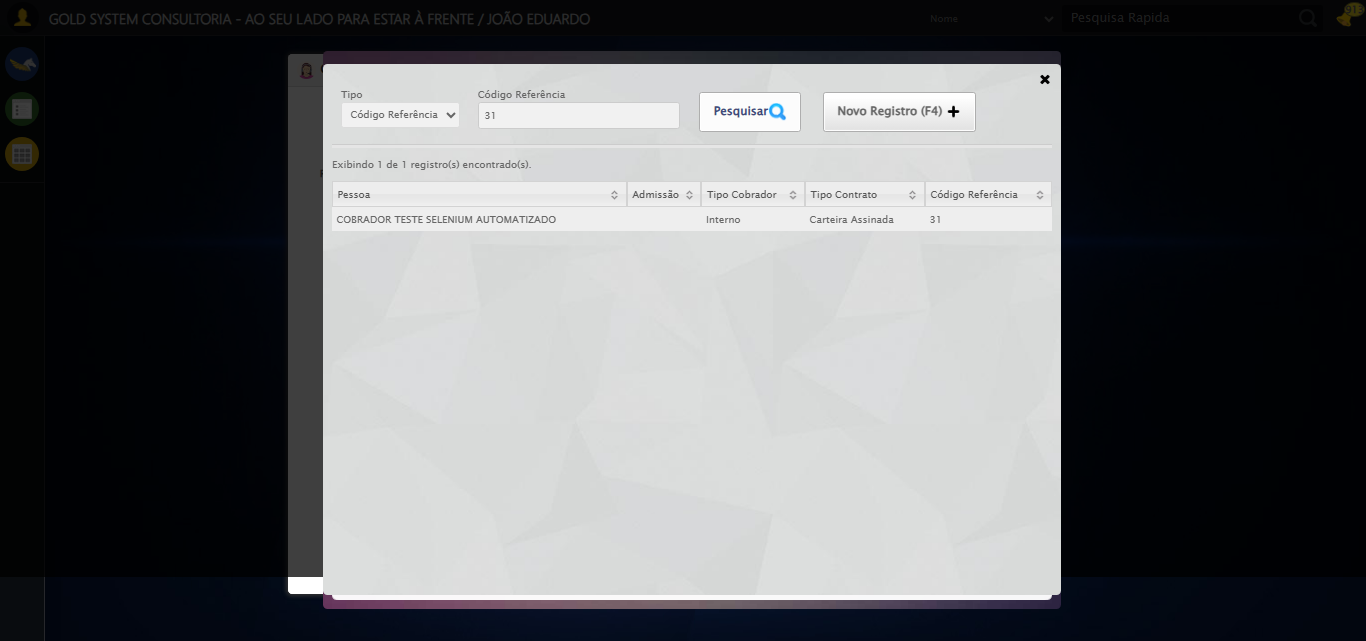 GOLD SYSTEM CONSULTORIA - AO SEU LADO PARA ESTAR À FRENTE / JOÃO EDUARDO
Nome
Pesquisa Rapida
Tipo
Código Referência
Código Referência
31
Pesquisar
Novo Registro (F4)
Exibindo 1 de 1 registro(s) encontrado(s).
Pessoa Admissão Tipo Cobrador Tipo Contrato Código Referência
COBRADOR TESTE SELENIUM AUTOMATIZADO Interno Carteira Assinada 31